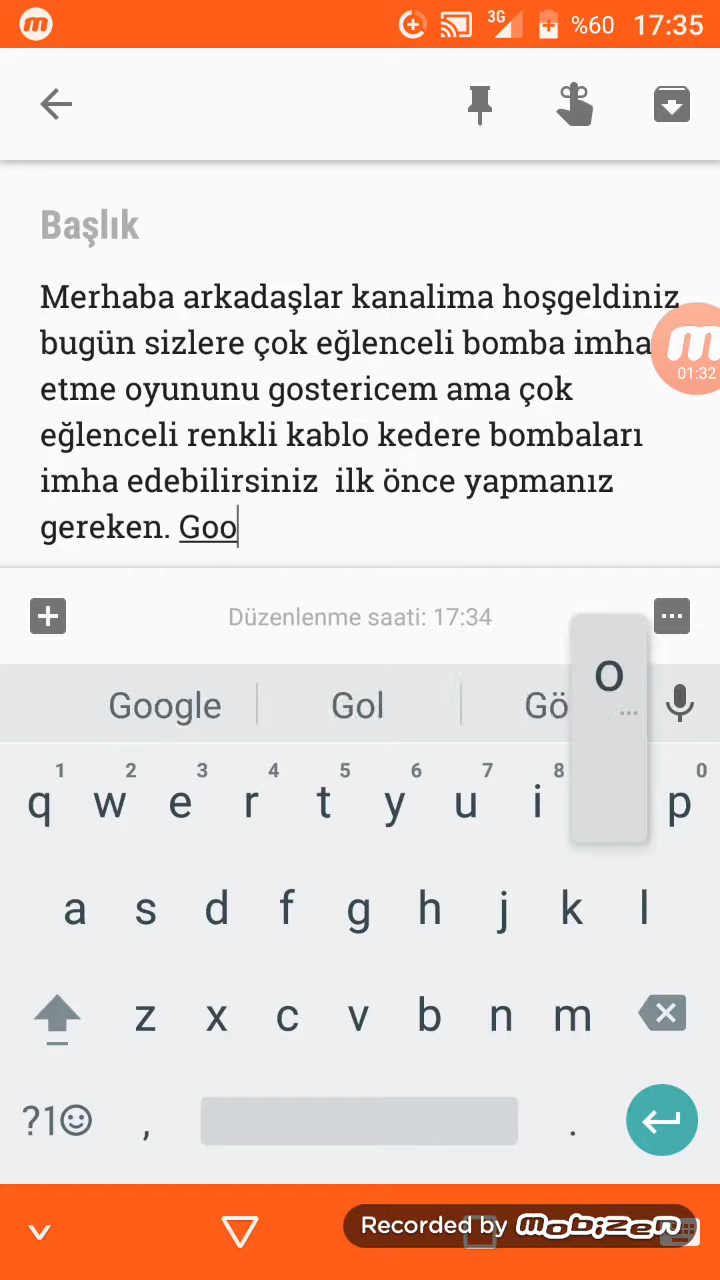 3G %60 17:35
Başlık
Merhaba arkadaşlar kanalima hoşgeldiniz
bugün sizlere çok eğlenceli bomba imha
01:32
etme oyununu gostericem ama çok
eğlenceli renkli kablo kedere bombaları
imha edebilirsiniz ilk önce yapmanız
gereken. Goo
Düzenlenme saati: 17:34
Google Gol Gö
o
1 2 3 4 5 6 7 8 0
q w e r t y u i p
a s d f g h j k l
z x c v b n m
?1 , .
Recorded by mobizen